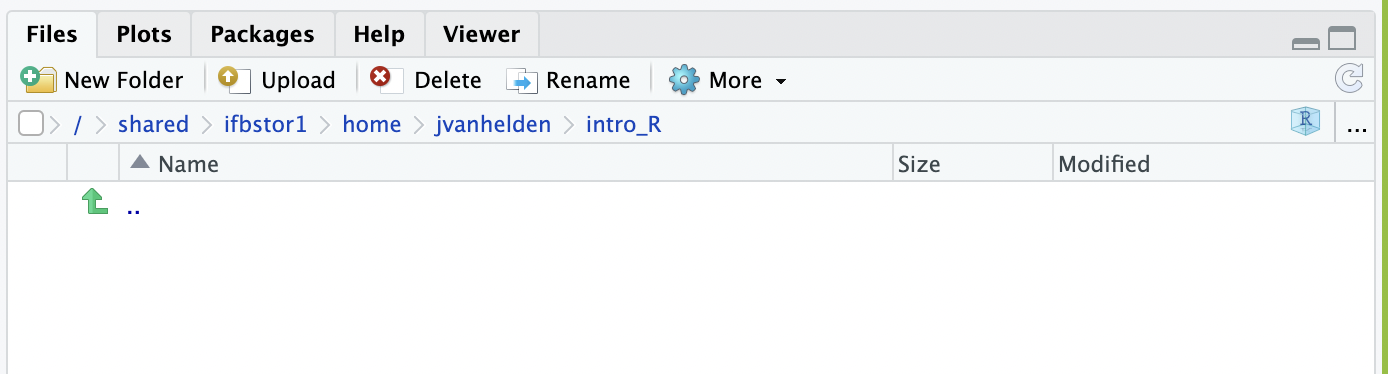 Files Plots Packages Help Viewer
New Folder Upload Delete Rename More
/ shared ifbstor1 home jvanhelden intro_R R ...
Name Size Modified
..